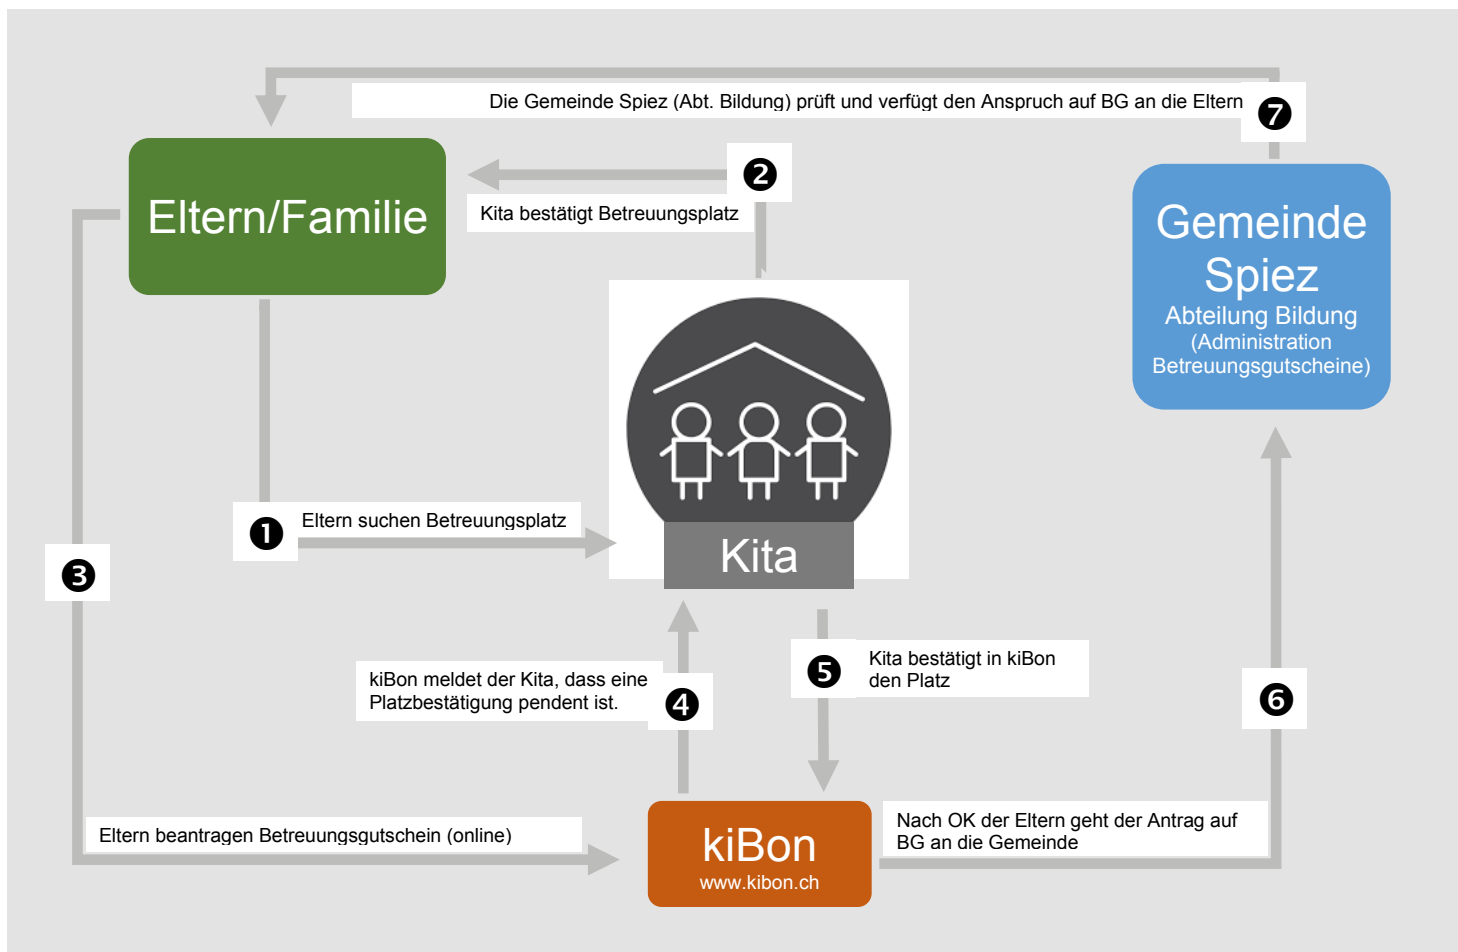 Die Gemeinde Spiez (Abt. Bildung) prüft und verfügt den Anspruch auf BG an die Eltern
7
2
Kita bestätigt Betreuungsplatz
Eltern/Familie
Gemeinde
Spiez
Abteilung Bildung
(Administration
Betreuungsgutscheine)
1
Eltern suchen Betreuungsplatz
Kita
3
kiBon meldet der Kita, dass eine
Platzbestätigung pendent ist.
4
5
Kita bestätigt in kiBon
den Platz
6
Eltern beantragen Betreuungsgutschein (online)
kiBon
www.kibon.ch
Nach OK der Eltern geht der Antrag auf
BG an die Gemeinde